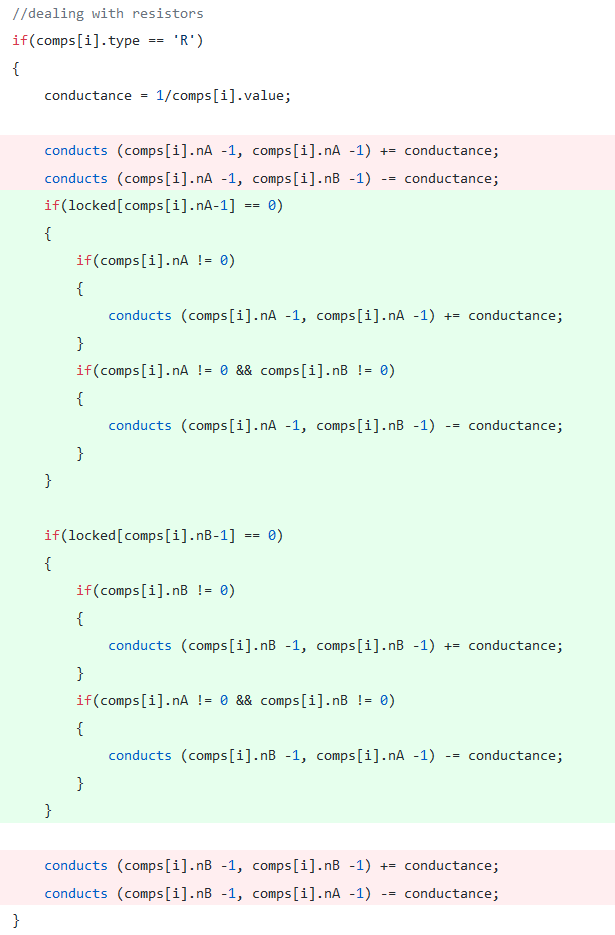 //dealing with resistors
if(comps[i].type == 'R')
{
    conductance = 1/comps[i].value;

    conducts (comps[i].nA -1, comps[i].nA -1) += conductance;
    conducts (comps[i].nA -1, comps[i].nB -1) -= conductance;
    if(locked[comps[i].nA-1] == 0)
    {
        if(comps[i].nA != 0)
        {
            conducts (comps[i].nA -1, comps[i].nA -1) += conductance;
        }
        if(comps[i].nA != 0 && comps[i].nB != 0)
        {
            conducts (comps[i].nA -1, comps[i].nB -1) -= conductance;
        }
    }

    if(locked[comps[i].nB-1] == 0)
    {
        if(comps[i].nB != 0)
        {
            conducts (comps[i].nB -1, comps[i].nB -1) += conductance;
        }
        if(comps[i].nA != 0 && comps[i].nB != 0)
        {
            conducts (comps[i].nB -1, comps[i].nA -1) -= conductance;
        }
    }

    conducts (comps[i].nB -1, comps[i].nB -1) += conductance;
    conducts (comps[i].nB -1, comps[i].nA -1) -= conductance;
}